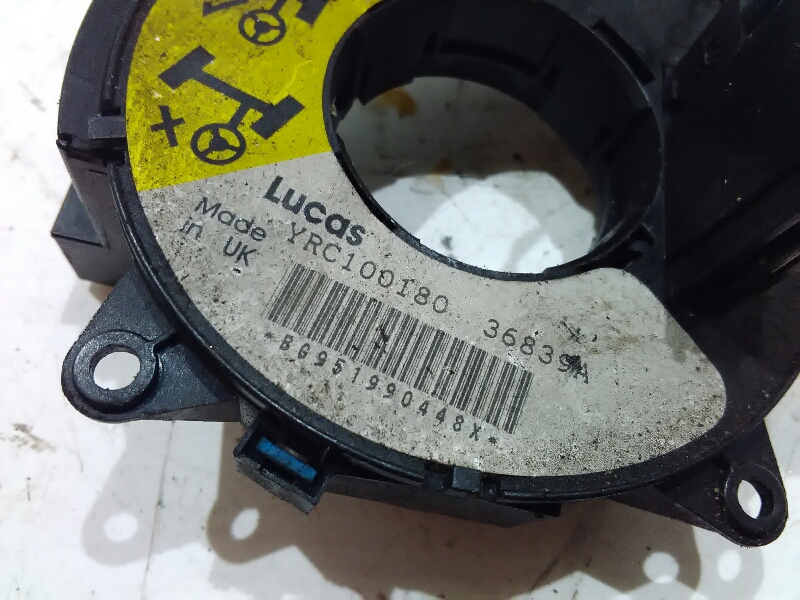 Lucas
Made
in UK
YRC100180 36839A
*BG951990448X*